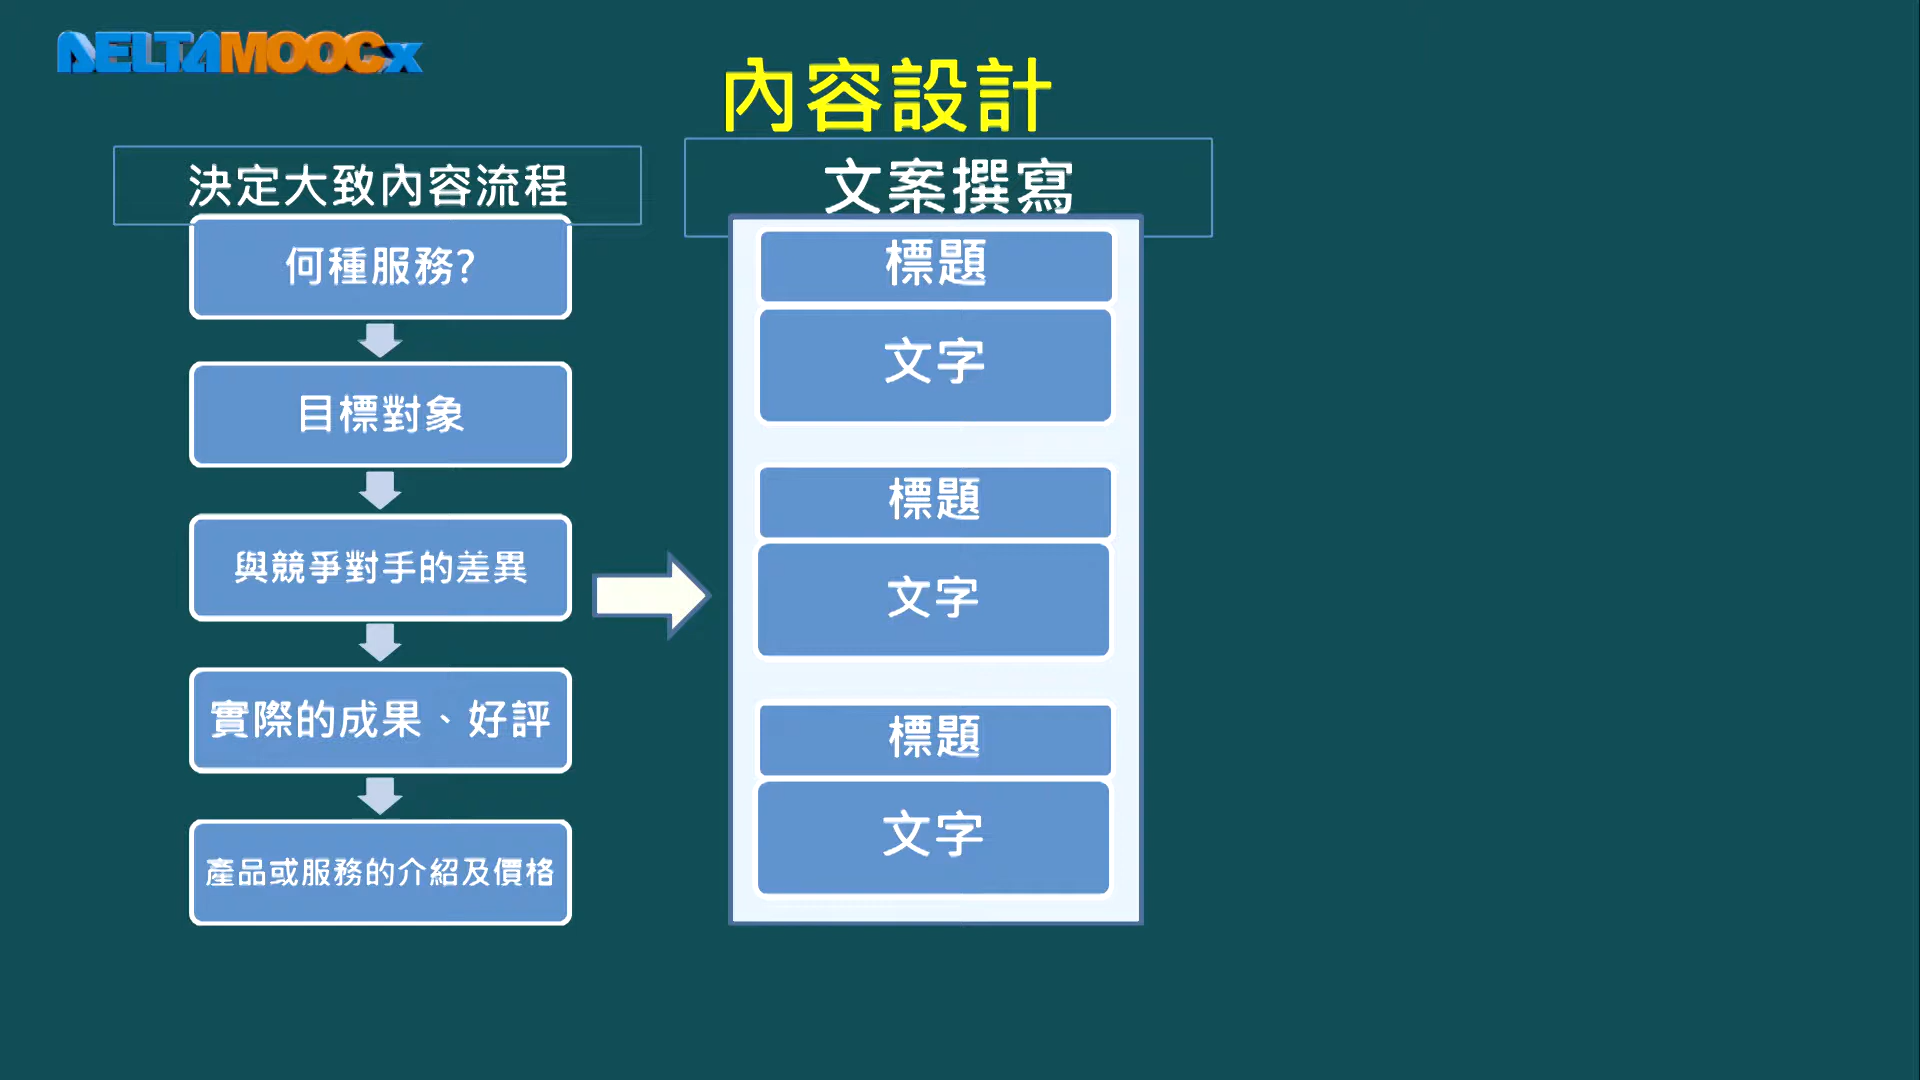 DELTAMOOCx
內容設計
決定大致內容流程
何種服務?
目標對象
與競爭對手的差異
實際的成果、好評
產品或服務的介紹及價格
文案撰寫
標題
文字
標題
文字
標題
文字